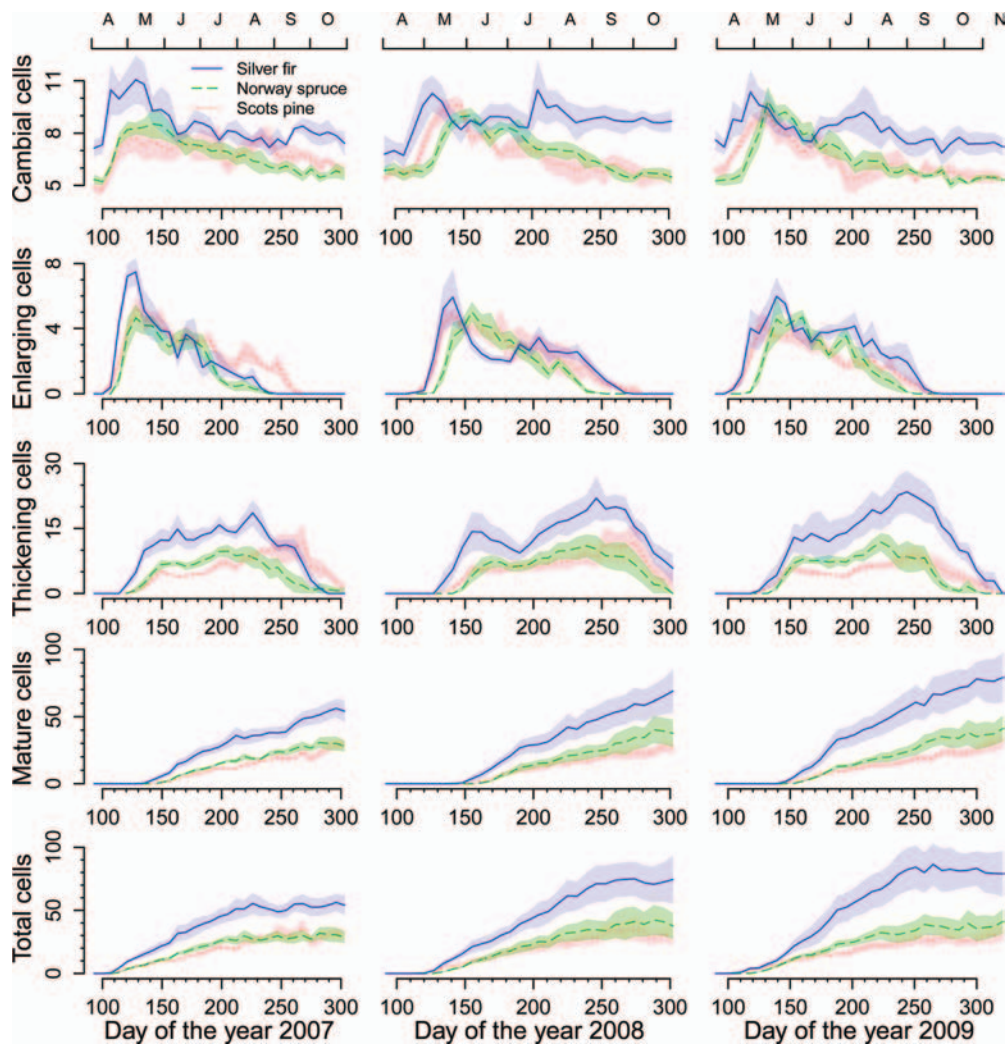 A M J J A S O
A M J J A S O
A M J J A S O N
Silver fir
Norway spruce
Scots pine
Cambial cells
11
8
5
100 150 200 250 300
100 150 200 250 300
100 150 200 250 300
Enlarging cells
8
4
0
100 150 200 250 300
100 150 200 250 300
100 150 200 250 300
Thickening cells
30
15
0
100 150 200 250 300
100 150 200 250 300
100 150 200 250 300
Mature cells
100
50
0
100 150 200 250 300
100 150 200 250 300
100 150 200 250 300
Total cells
100
50
0
100 150 200 250 300
100 150 200 250 300
100 150 200 250 300
Day of the year 2007
Day of the year 2008
Day of the year 2009